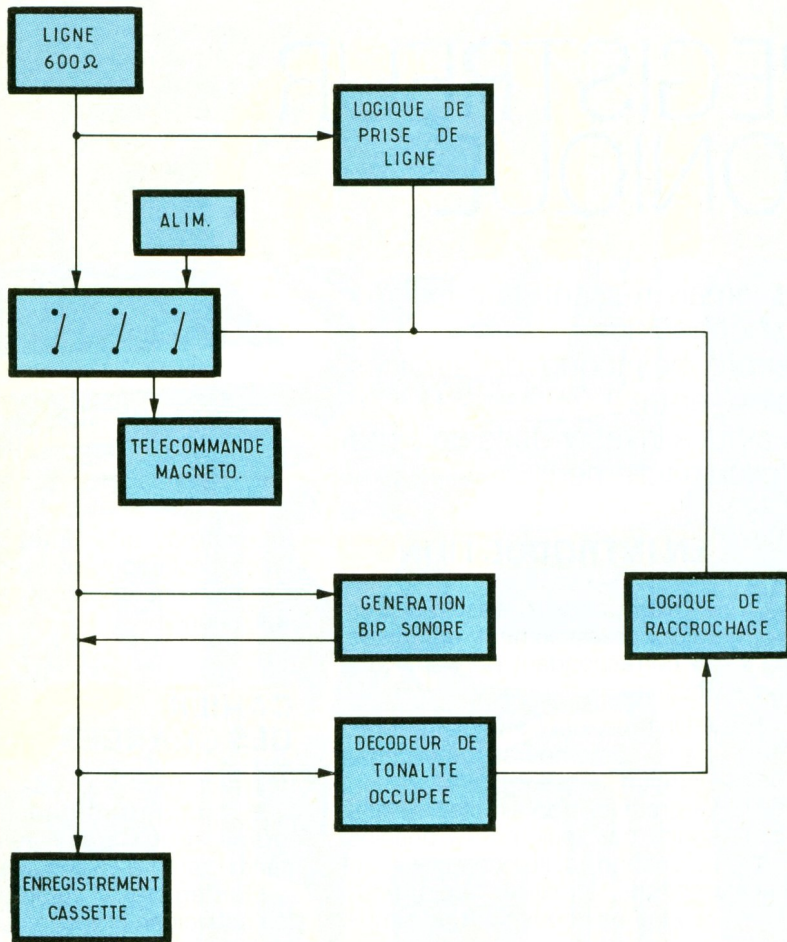 LIGNE
600Ω
LOGIQUE DE
PRISE DE
LIGNE
ALIM.
TELECOMMANDE
MAGNETO.
GENERATION
BIP SONORE
LOGIQUE DE
RACCROCHAGE
DECODEUR DE
TONALITE
OCCUPEE
ENREGISTREMENT
CASSETTE